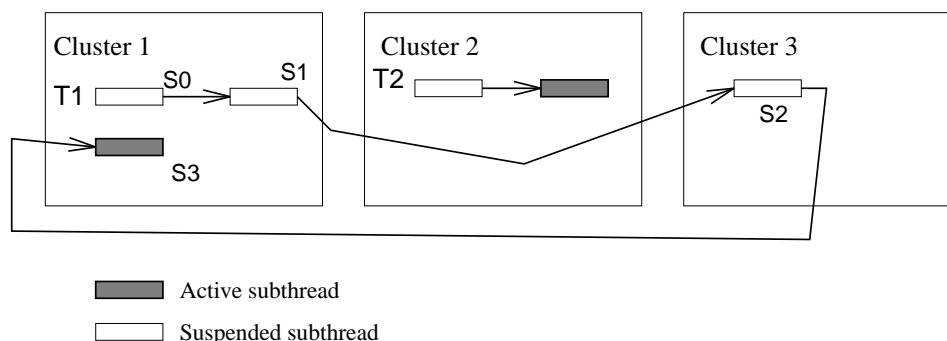 Cluster 1
Cluster 2
Cluster 3
T1
S0
S1
T2
S2
S3
Active subthread
Suspended subthread